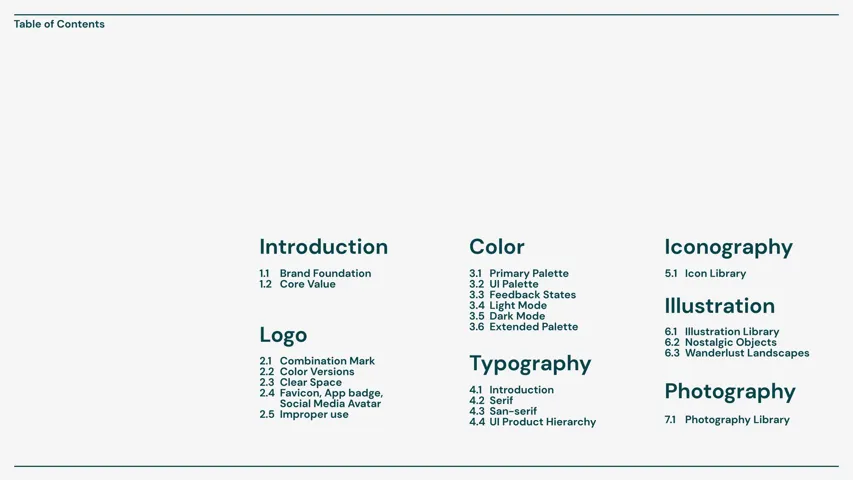 Table of Contents
Introduction
1.1 Brand Foundation
1.2 Core Value
Logo
2.1 Combination Mark
2.2 Color Versions
2.3 Clear Space
2.4 Favicon, App badge,
Social Media Avatar
2.5 Improper use
Color
3.1 Primary Palette
3.2 UI Palette
3.3 Feedback States
3.4 Light Mode
3.5 Dark Mode
3.6 Extended Palette
Typography
4.1 Introduction
4.2 Serif
4.3 San-serif
4.4 UI Product Hierarchy
Iconography
5.1 Icon Library
Illustration
6.1 Illustration Library
6.2 Nostalgic Objects
6.3 Wanderlust Landscapes
Photography
7.1 Photography Library